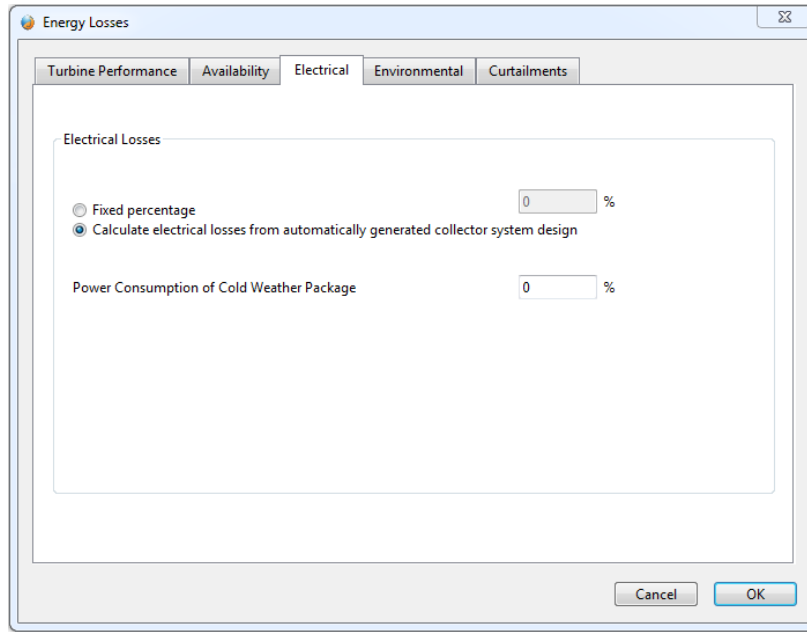 Energy Losses
Turbine Performance Availability Electrical Environmental Curtailments
Electrical Losses
Fixed percentage 0 %
Calculate electrical losses from automatically generated collector system design
Power Consumption of Cold Weather Package 0 %
Cancel OK